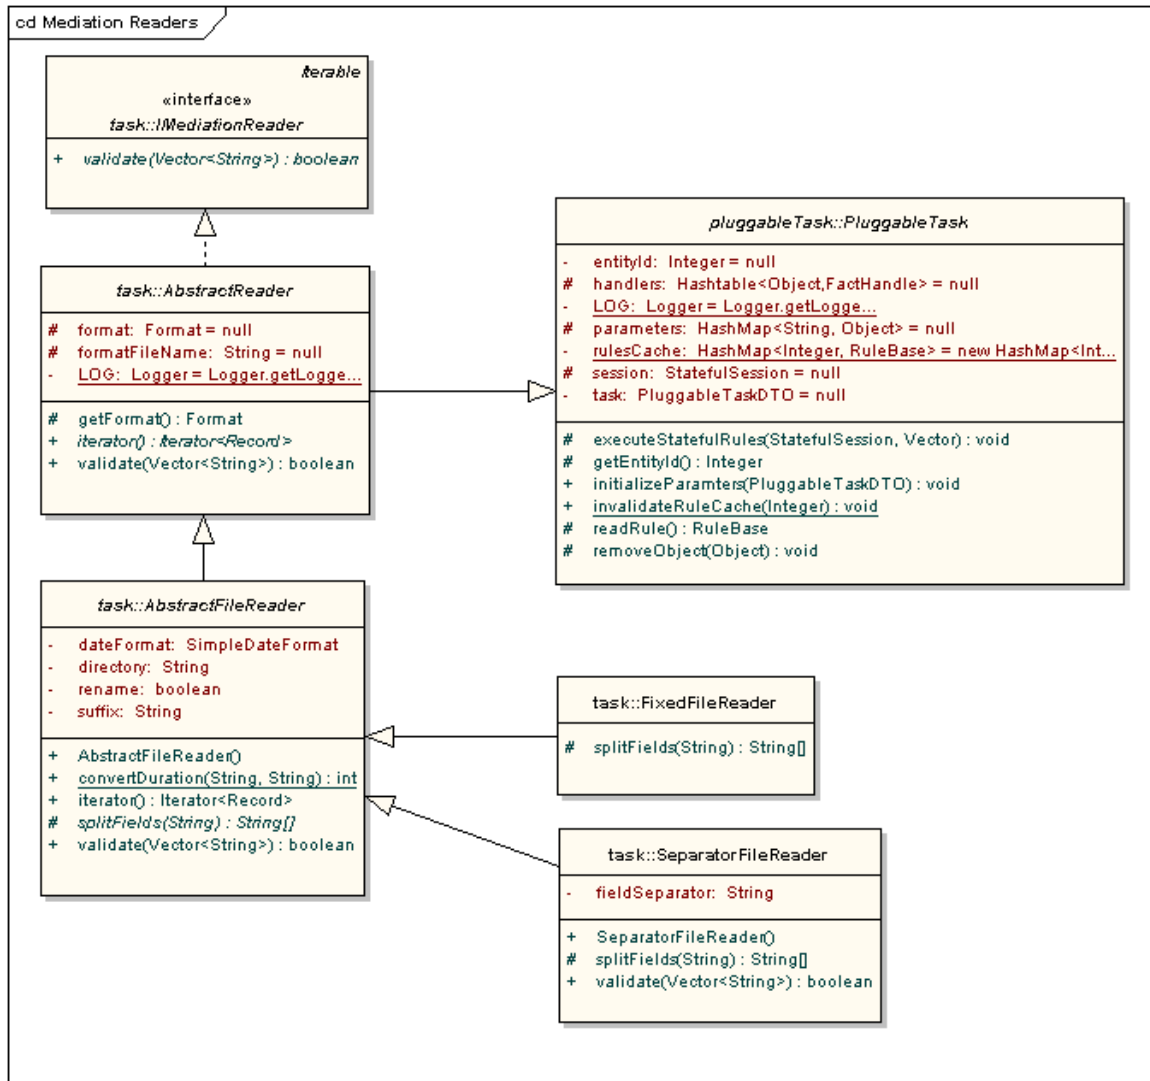 cd Mediation Readers
Iterable
«interface»
task::IMediationReader
+ validate(Vector<String>) : boolean
task::AbstractReader
# format: Format = null
# formatFileName: String = null
- LOG: Logger = Logger.getLogge...
# getFormat() : Format
+ iterator() : Iterator<Record>
+ validate(Vector<String>) : boolean
pluggableTask::PluggableTask
- entityId: Integer = null
# handlers: Hashtable<Object,FactHandle> = null
- LOG: Logger = Logger.getLogge...
# parameters: HashMap<String, Object> = null
- rulesCache: HashMap<Integer, RuleBase> = new HashMap<Int...
# session: StatefulSession = null
- task: PluggableTaskDTO = null
# executeStatefulRules(StatefulSession, Vector) : void
# getEntityId() : Integer
+ initializeParamters(PluggableTaskDTO) : void
+ invalidateRuleCache(Integer) : void
# readRule() : RuleBase
# removeObject(Object) : void
task::AbstractFileReader
- dateFormat: SimpleDateFormat
- directory: String
- rename: boolean
- suffix: String
+ AbstractFileReader()
+ convertDuration(String, String) : int
+ iterator() : Iterator<Record>
# splitFields(String) : String[]
+ validate(Vector<String>) : boolean
task::FixedFileReader
# splitFields(String) : String[]
task::SeparatorFileReader
- fieldSeparator: String
+ SeparatorFileReader()
# splitFields(String) : String[]
+ validate(Vector<String>) : boolean